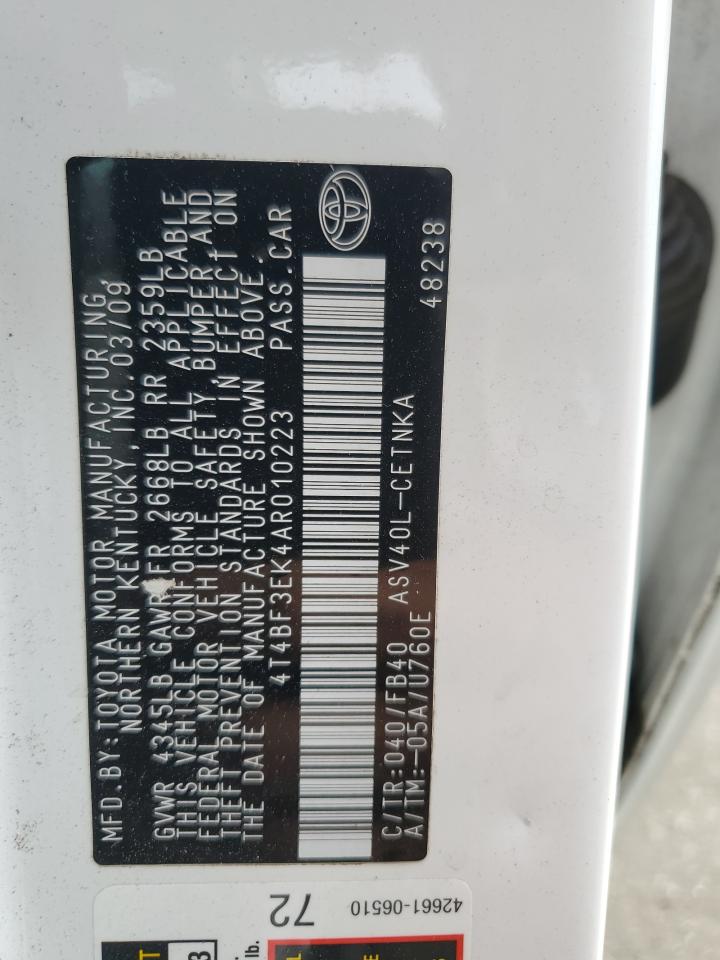 MFD.BY:TOYOTA MOTOR MANUFACTURING,
NORTHERN KENTUCKY, INC.03/09
GVWR 4345LB GAWR FR 2668LB RR 2359LB
THIS VEHICLE CONFORMS TO ALL APPLICABLE
FEDERAL MOTOR VEHICLE SAFETY, BUMPER AND
THEFT PREVENTION STANDARDS IN EFFECT ON
THE DATE OF MANUFACTURE SHOWN ABOVE.
4T4BF3EK4AR010223 PASS.CAR
C/TR:040/FB40 ASV40L-CETNKA 48238
A/TM:-05A/U760E
72
42661-06510
lb.